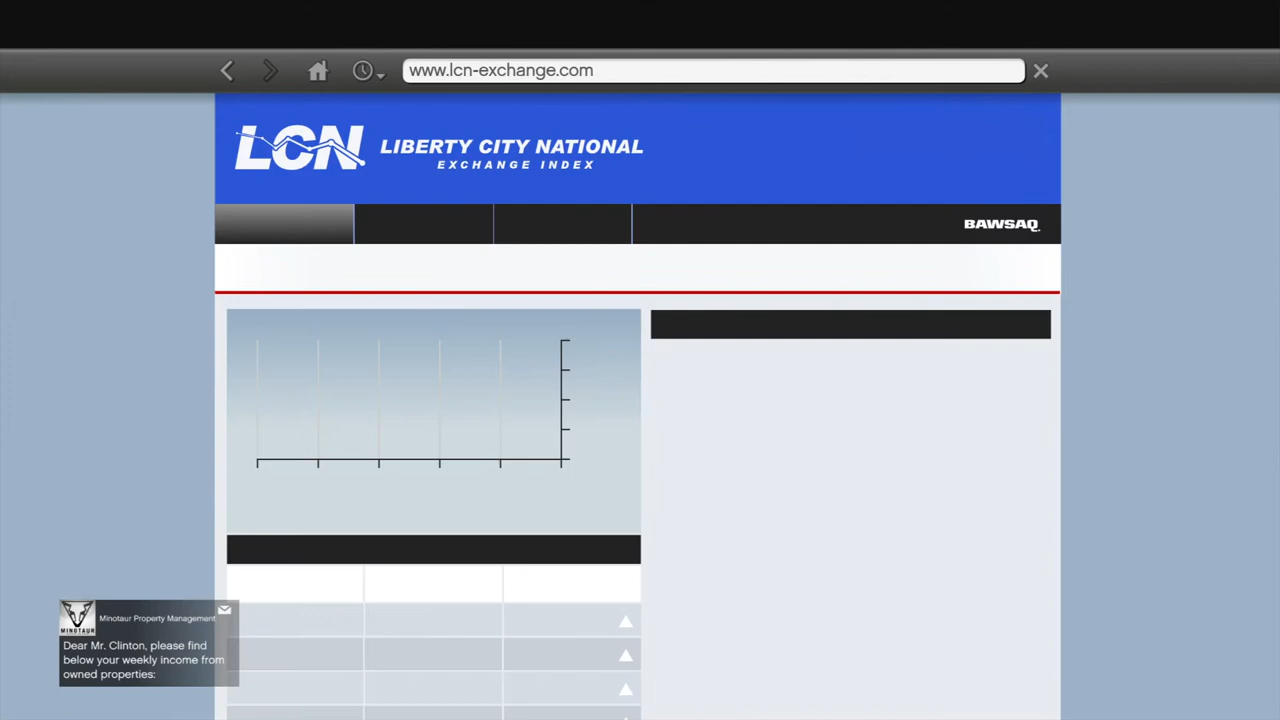 www.lcn-exchange.com
LCN LIBERTY CITY NATIONAL
EXCHANGE INDEX
BAWSAQ
Minotaur Property Management
MINOTAUR
Dear Mr. Clinton, please find
below your weekly income from
owned properties: